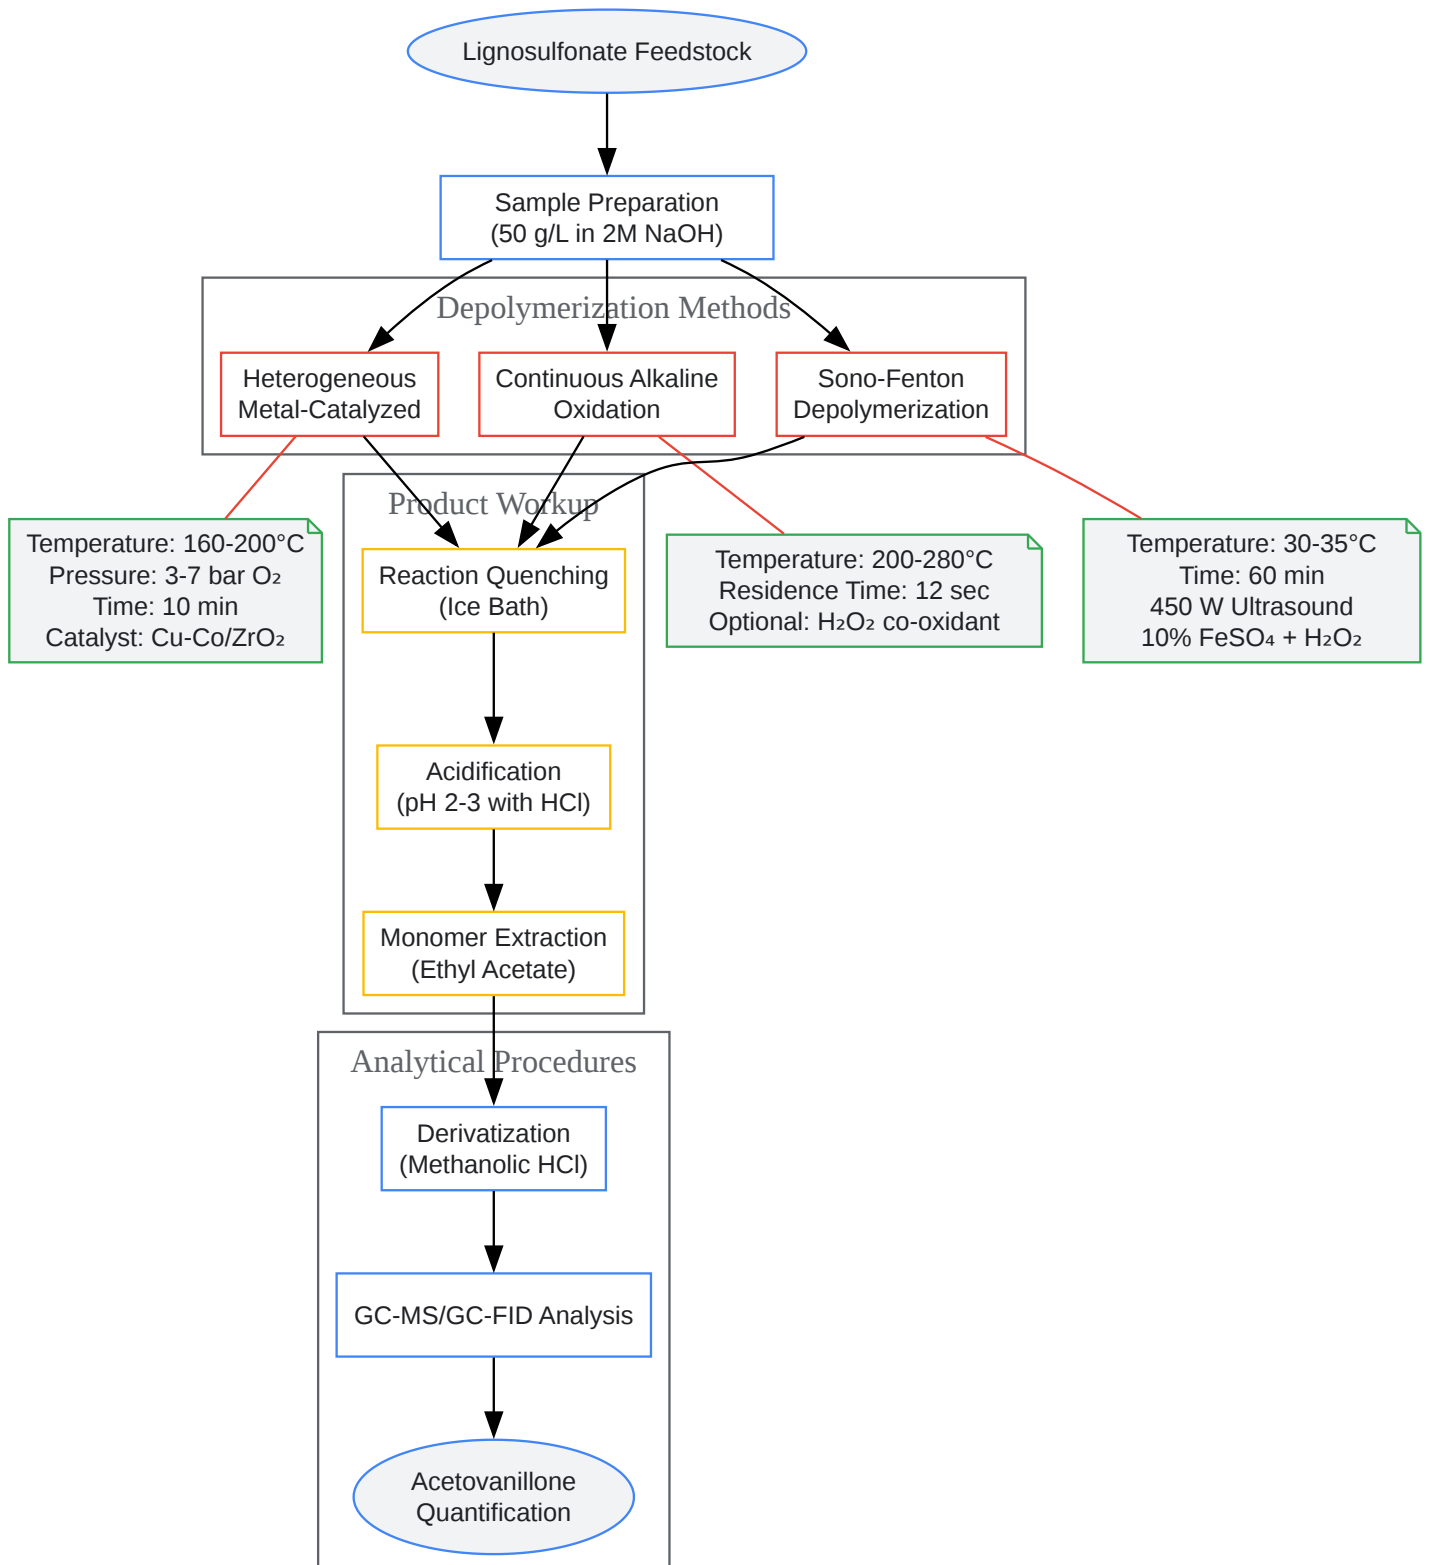 Lignosulfonate Feedstock
Sample Preparation
(50 g/L in 2M NaOH)
Depolymerization Methods
Heterogeneous
Metal-Catalyzed
Continuous Alkaline
Oxidation
Sono-Fenton
Depolymerization
Product Workup
Temperature: 160-200°C
Pressure: 3-7 bar O₂
Time: 10 min
Catalyst: Cu-Co/ZrO₂
Reaction Quenching
(Ice Bath)
Temperature: 200-280°C
Residence Time: 12 sec
Optional: H₂O₂ co-oxidant
Temperature: 30-35°C
Time: 60 min
450 W Ultrasound
10% FeSO₄ + H₂O₂
Acidification
(pH 2-3 with HCl)
Monomer Extraction
(Ethyl Acetate)
Analytical Procedures
Derivatization
(Methanolic HCl)
GC-MS/GC-FID Analysis
Acetovanillone
Quantification